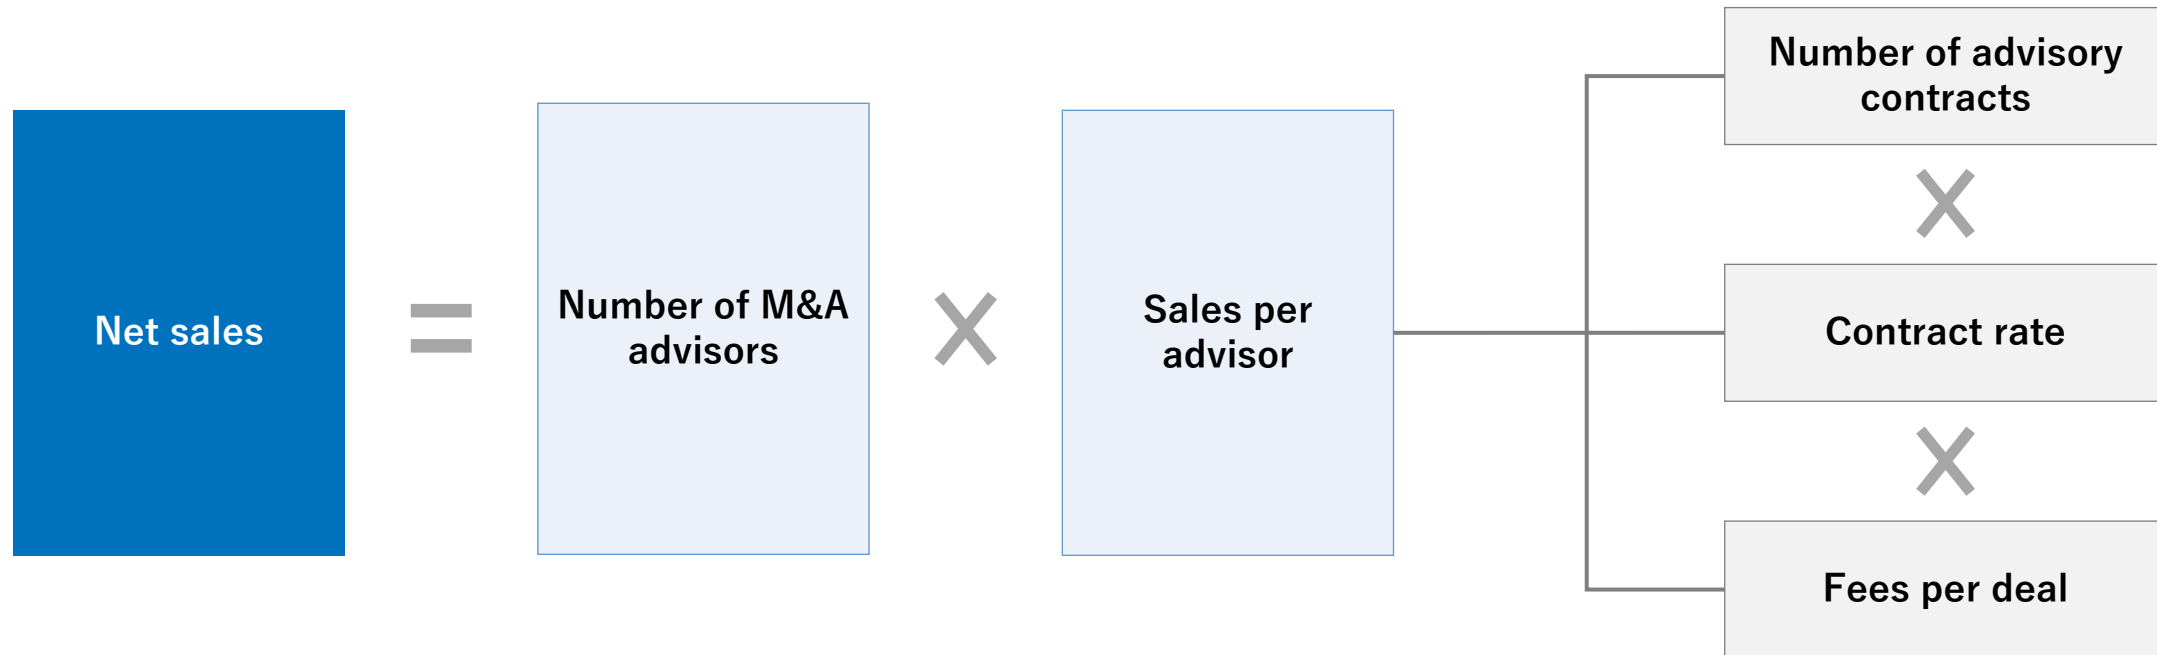 Net sales
=
Number of M&A
advisors
×
Sales per
advisor
Number of advisory
contracts
×
Contract rate
×
Fees per deal